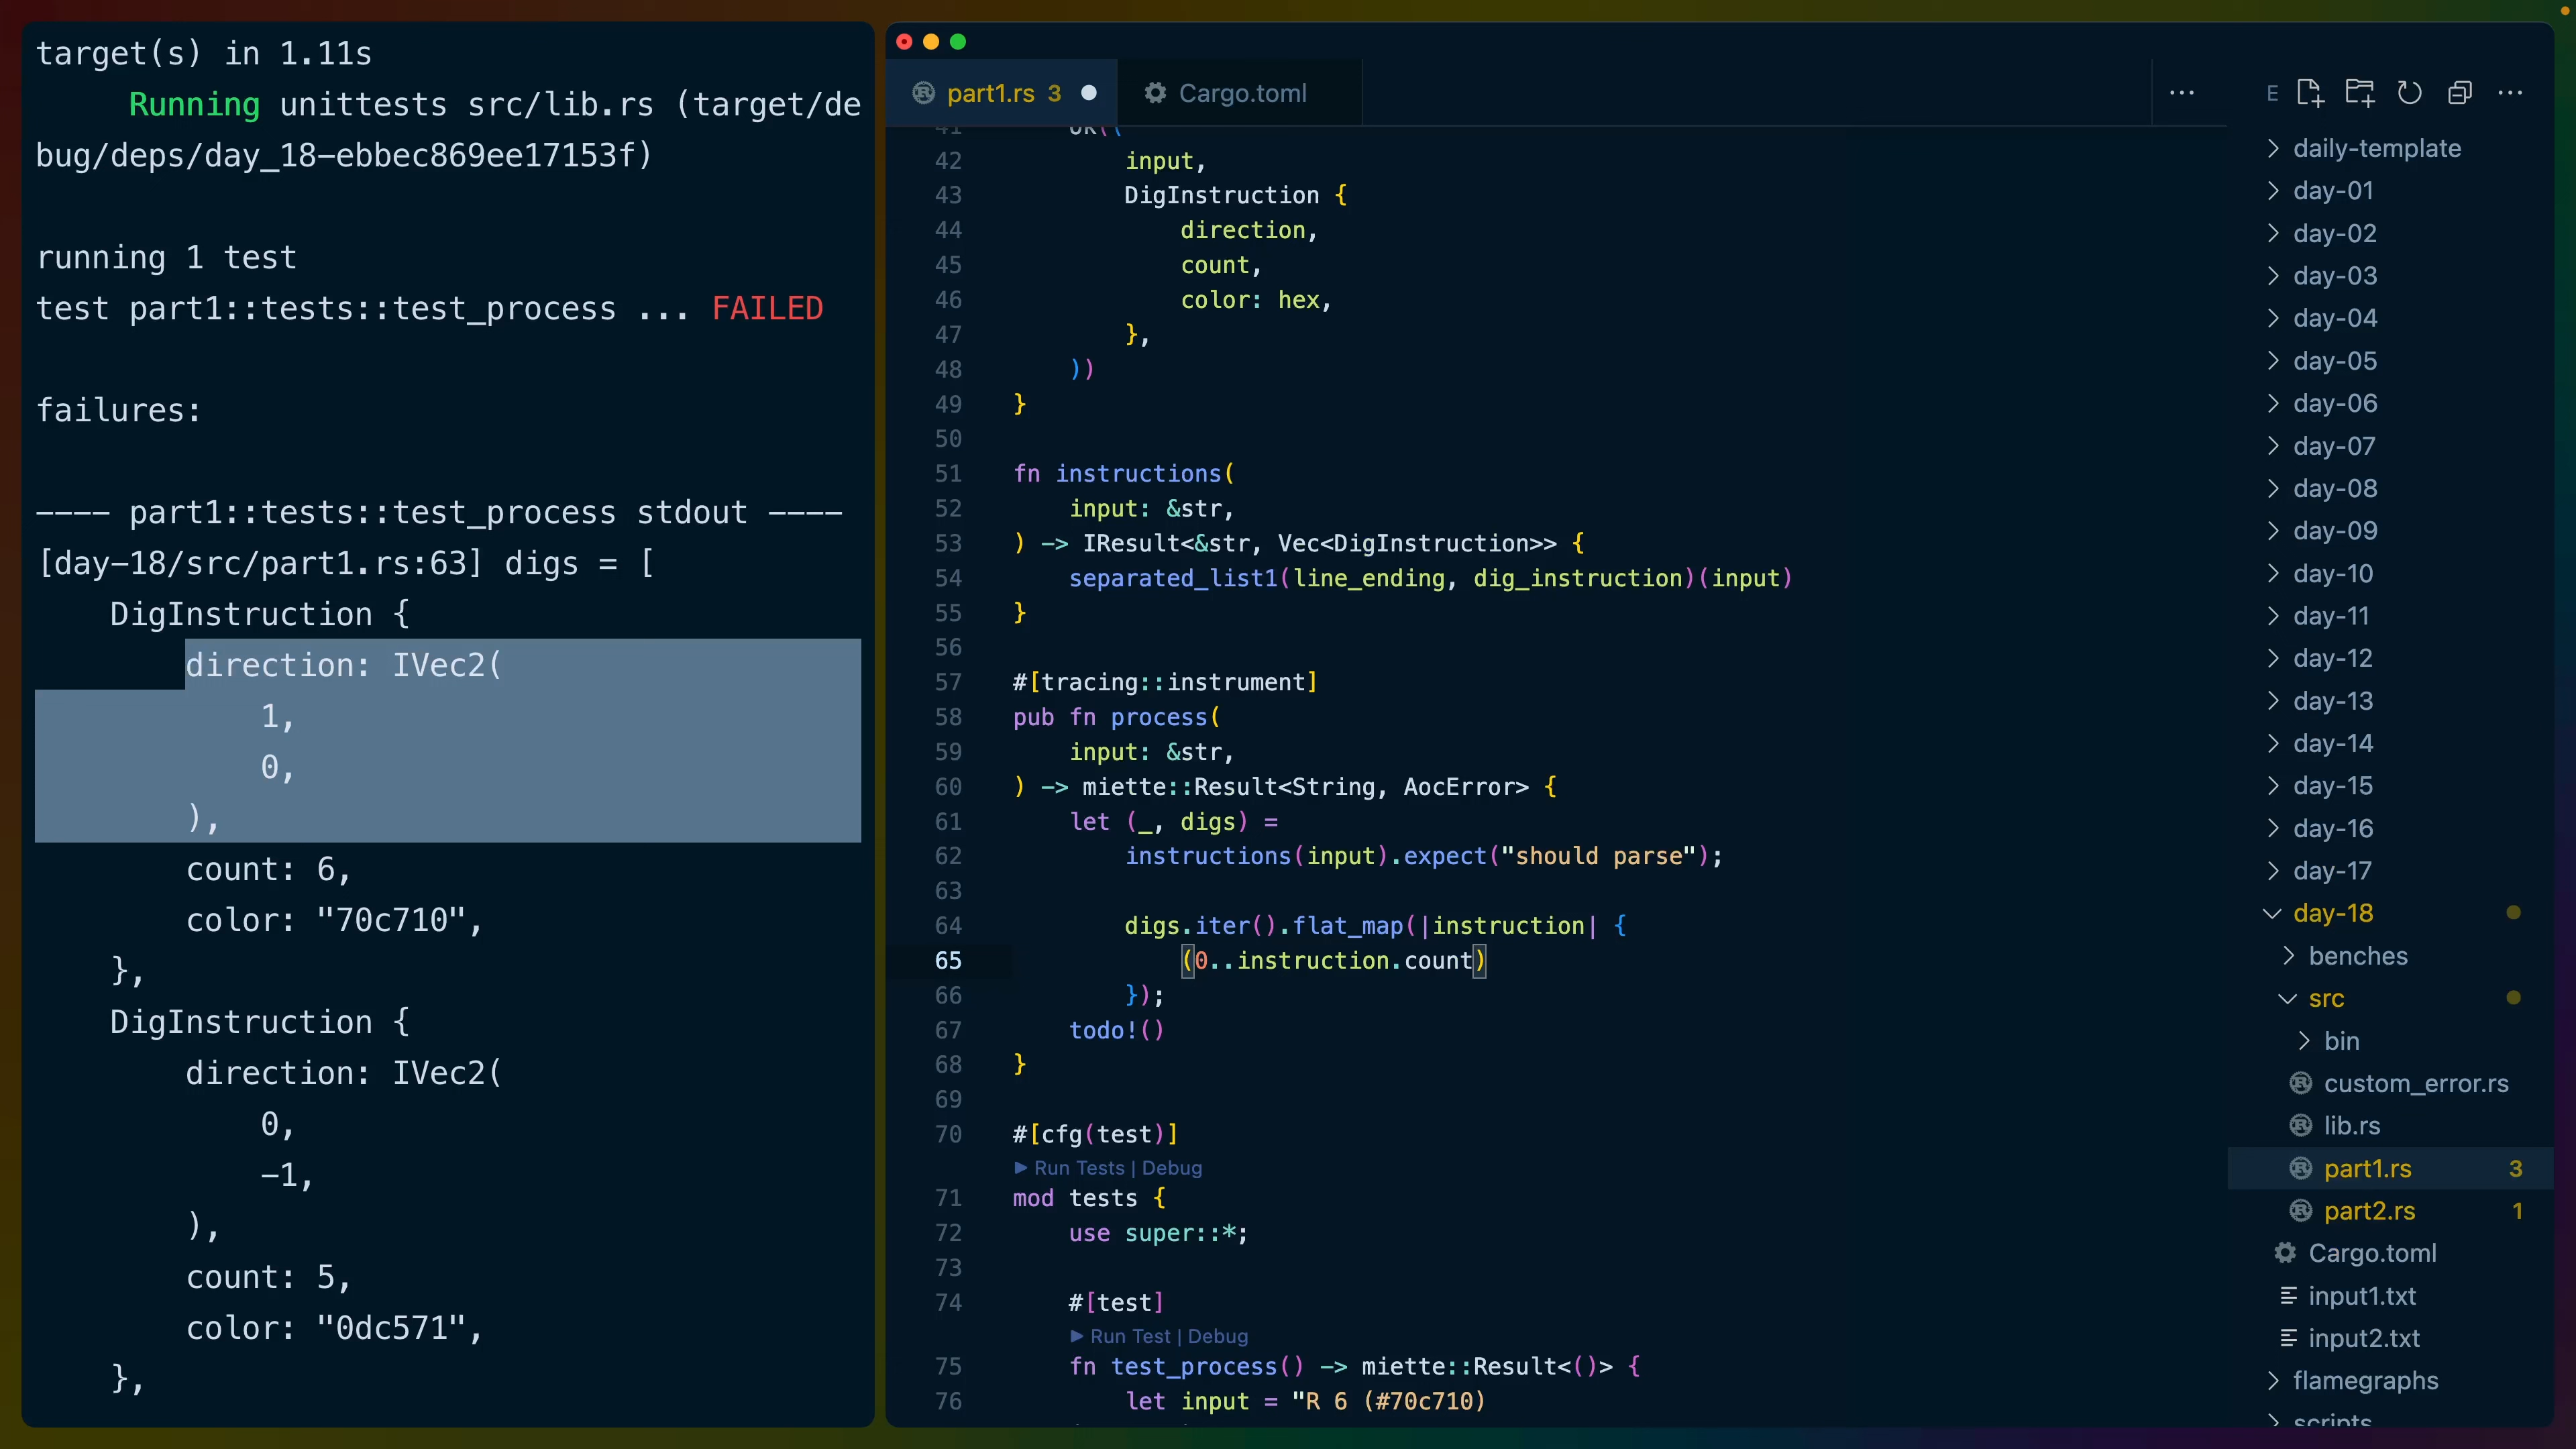 target(s) in 1.11s
Running unittests src/lib.rs (target/de
bug/deps/day_18-ebbec869ee17153f)
running 1 test
test part1::tests::test_process ... FAILED
failures:
---- part1::tests::test_process stdout ----
[day-18/src/part1.rs:63] digs = [
DigInstruction {
direction: IVec2(
1,
0,
),
count: 6,
color: "70c710",
},
DigInstruction {
direction: IVec2(
0,
-1,
),
count: 5,
color: "0dc571",
},
part1.rs 3
Cargo.toml
41 Ok((
42 input,
43 DigInstruction {
44 direction,
45 count,
46 color: hex,
47 },
48 ))
49 }
50
51 fn instructions(
52 input: &str,
53 ) -> IResult<&str, Vec<DigInstruction>> {
54 separated_list1(line_ending, dig_instruction)(input)
55 }
56
57 #[tracing::instrument]
58 pub fn process(
59 input: &str,
60 ) -> miette::Result<String, AocError> {
61 let (_, digs) =
62 instructions(input).expect("should parse");
63
64 digs.iter().flat_map(|instruction| {
65 (0..instruction.count)
66 });
67 todo!()
68 }
69
70 #[cfg(test)]
Run Tests | Debug
71 mod tests {
72 use super::*;
73
74 #[test]
Run Test | Debug
75 fn test_process() -> miette::Result<()> {
76 let input = "R 6 (#70c710)
E
daily-template
day-01
day-02
day-03
day-04
day-05
day-06
day-07
day-08
day-09
day-10
day-11
day-12
day-13
day-14
day-15
day-16
day-17
day-18
benches
src
bin
custom_error.rs
lib.rs
part1.rs 3
part2.rs 1
Cargo.toml
input1.txt
input2.txt
flamegraphs
scripts